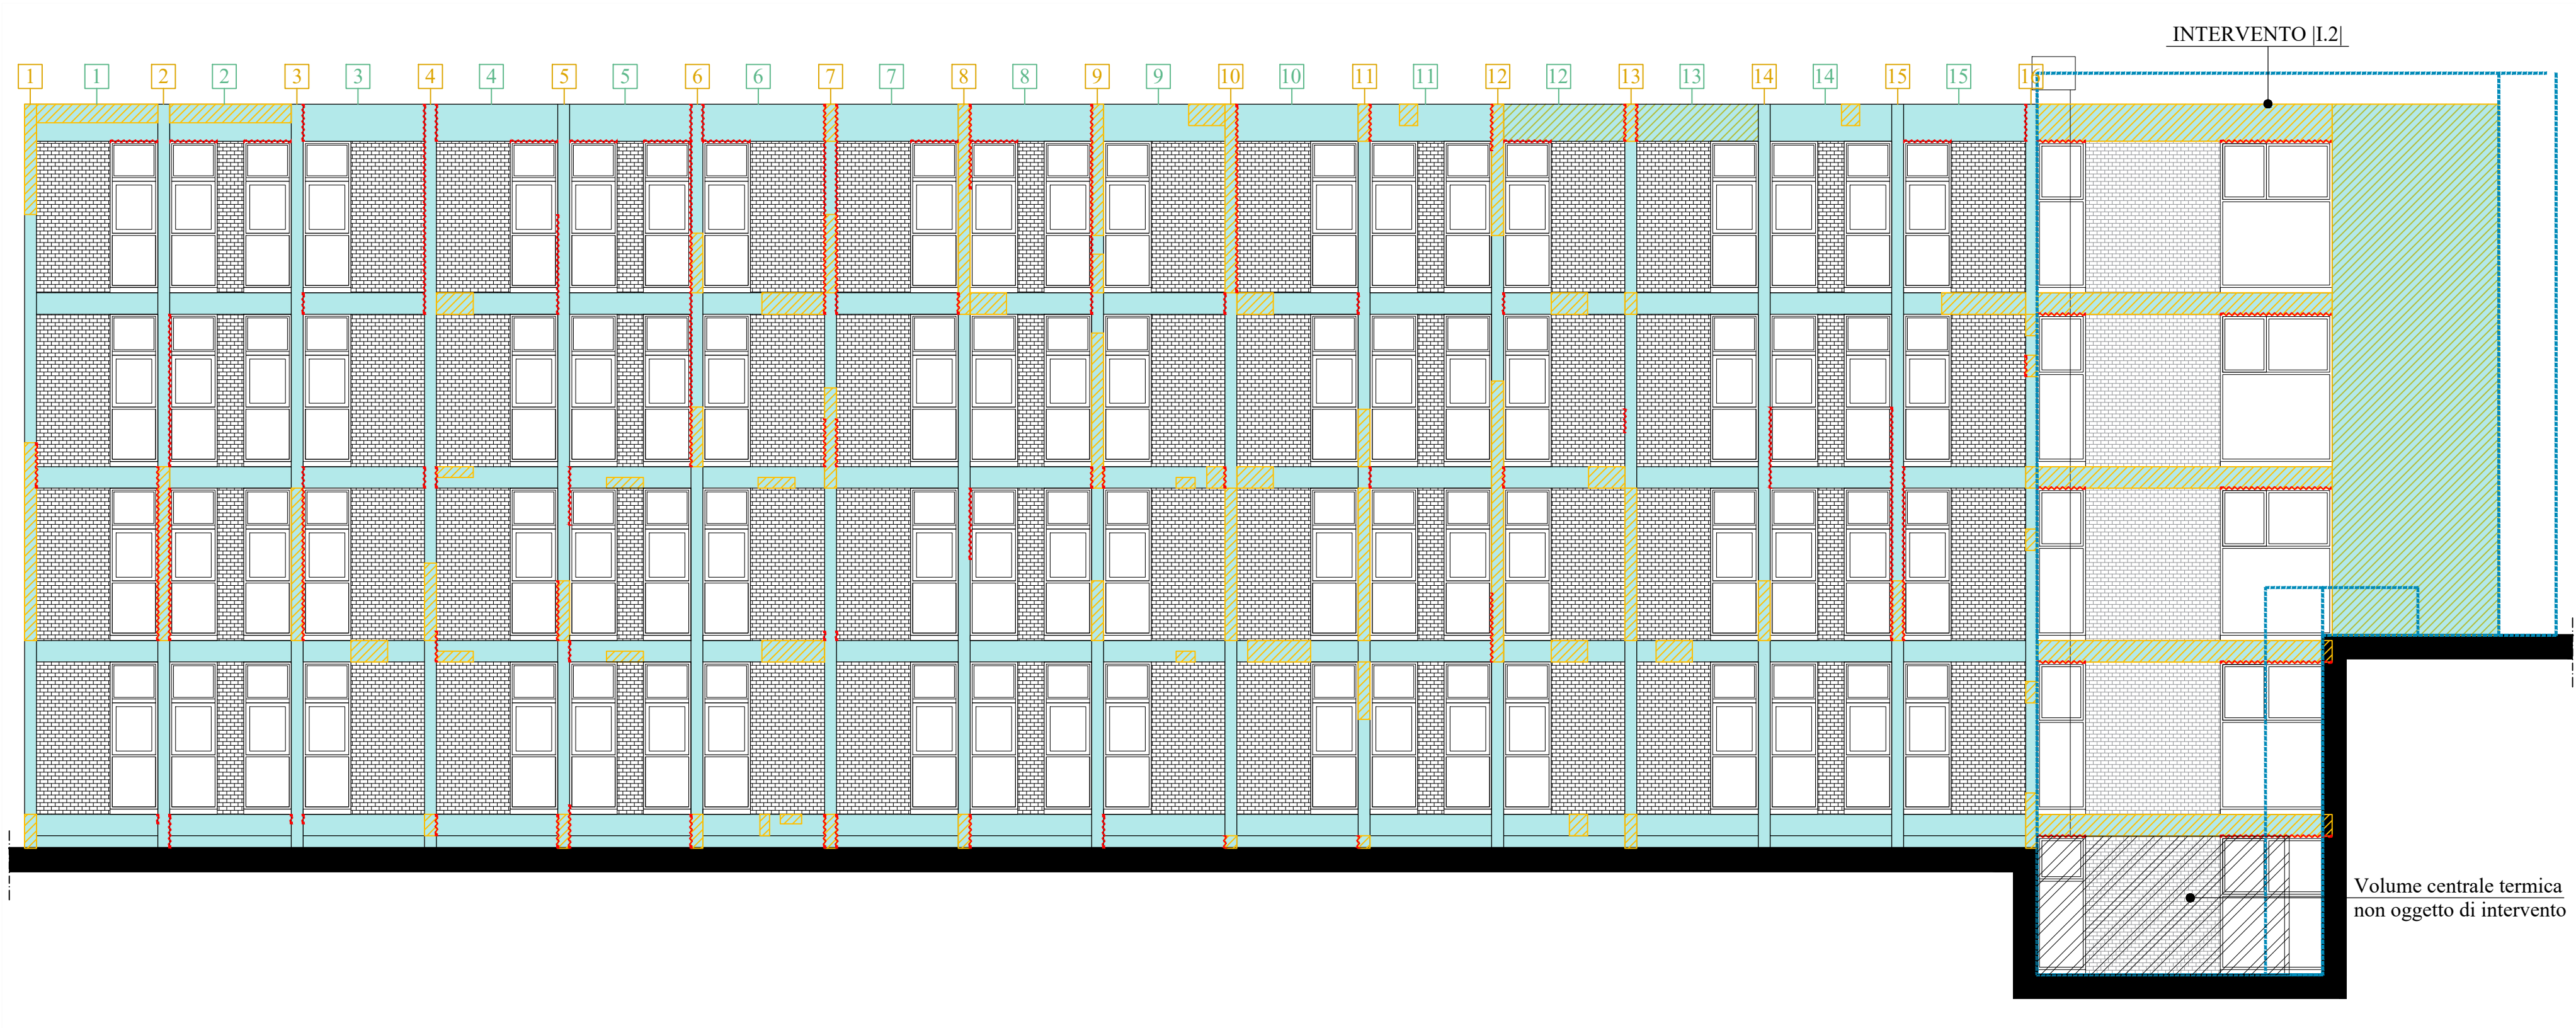 INTERVENTO |I.2|
1 1 2 2 3 3 4 4 5 5 6 6 7 7 8 8 9 9 10 10 11 11 12 12 13 13 14 14 15 15 16
Volume centrale termica
non oggetto di intervento